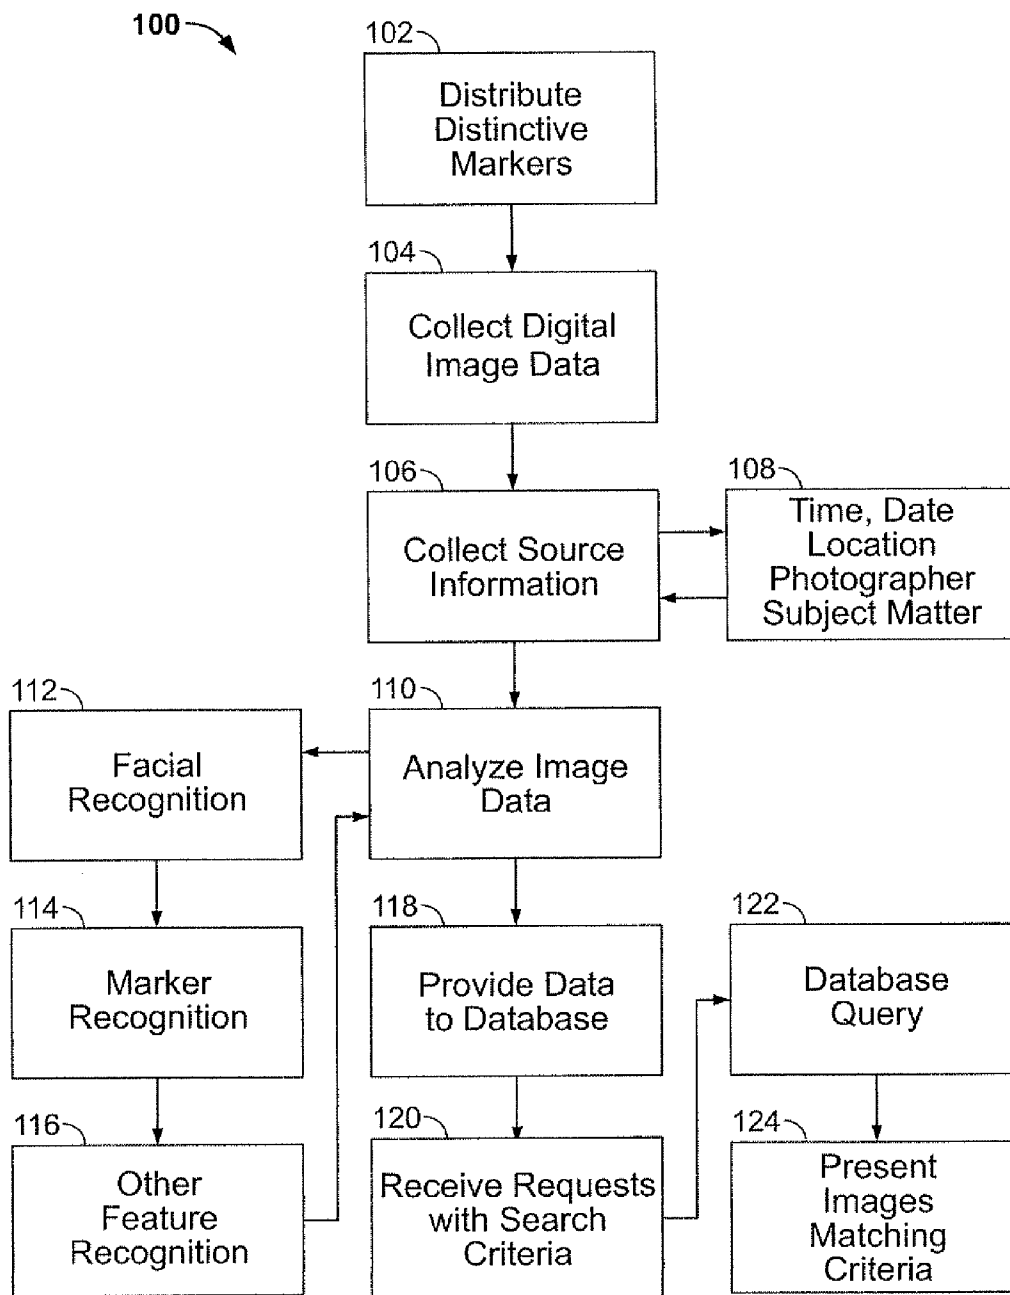 100
102
Distribute
Distinctive
Markers
104
Collect Digital
Image Data
106
Collect Source
Information
108
Time, Date
Location
Photographer
Subject Matter
110
Analyze Image
Data
112
Facial
Recognition
114
Marker
Recognition
116
Other
Feature
Recognition
118
Provide Data
to Database
120
Receive Requests
with Search
Criteria
122
Database
Query
124
Present
Images
Matching
Criteria